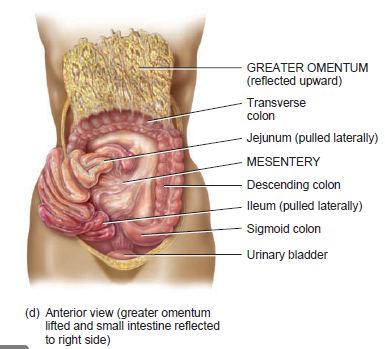 GREATER OMENTUM
(reflected upward)
Transverse
colon
Jejunum (pulled laterally)
MESENTERY
Descending colon
Ileum (pulled laterally)
Sigmoid colon
Urinary bladder
(d) Anterior view (greater omentum
lifted and small intestine reflected
to right side)